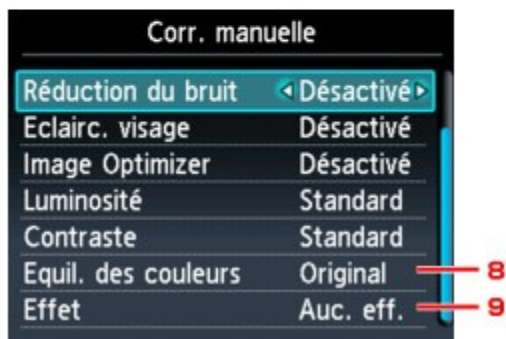 Corr. manuelle
Réduction du bruit Désactivé
Eclairc. visage Désactivé
Image Optimizer Désactivé
Luminosité Standard
Contraste Standard
Equil. des couleurs Original 8
Effet Auc. eff. 9